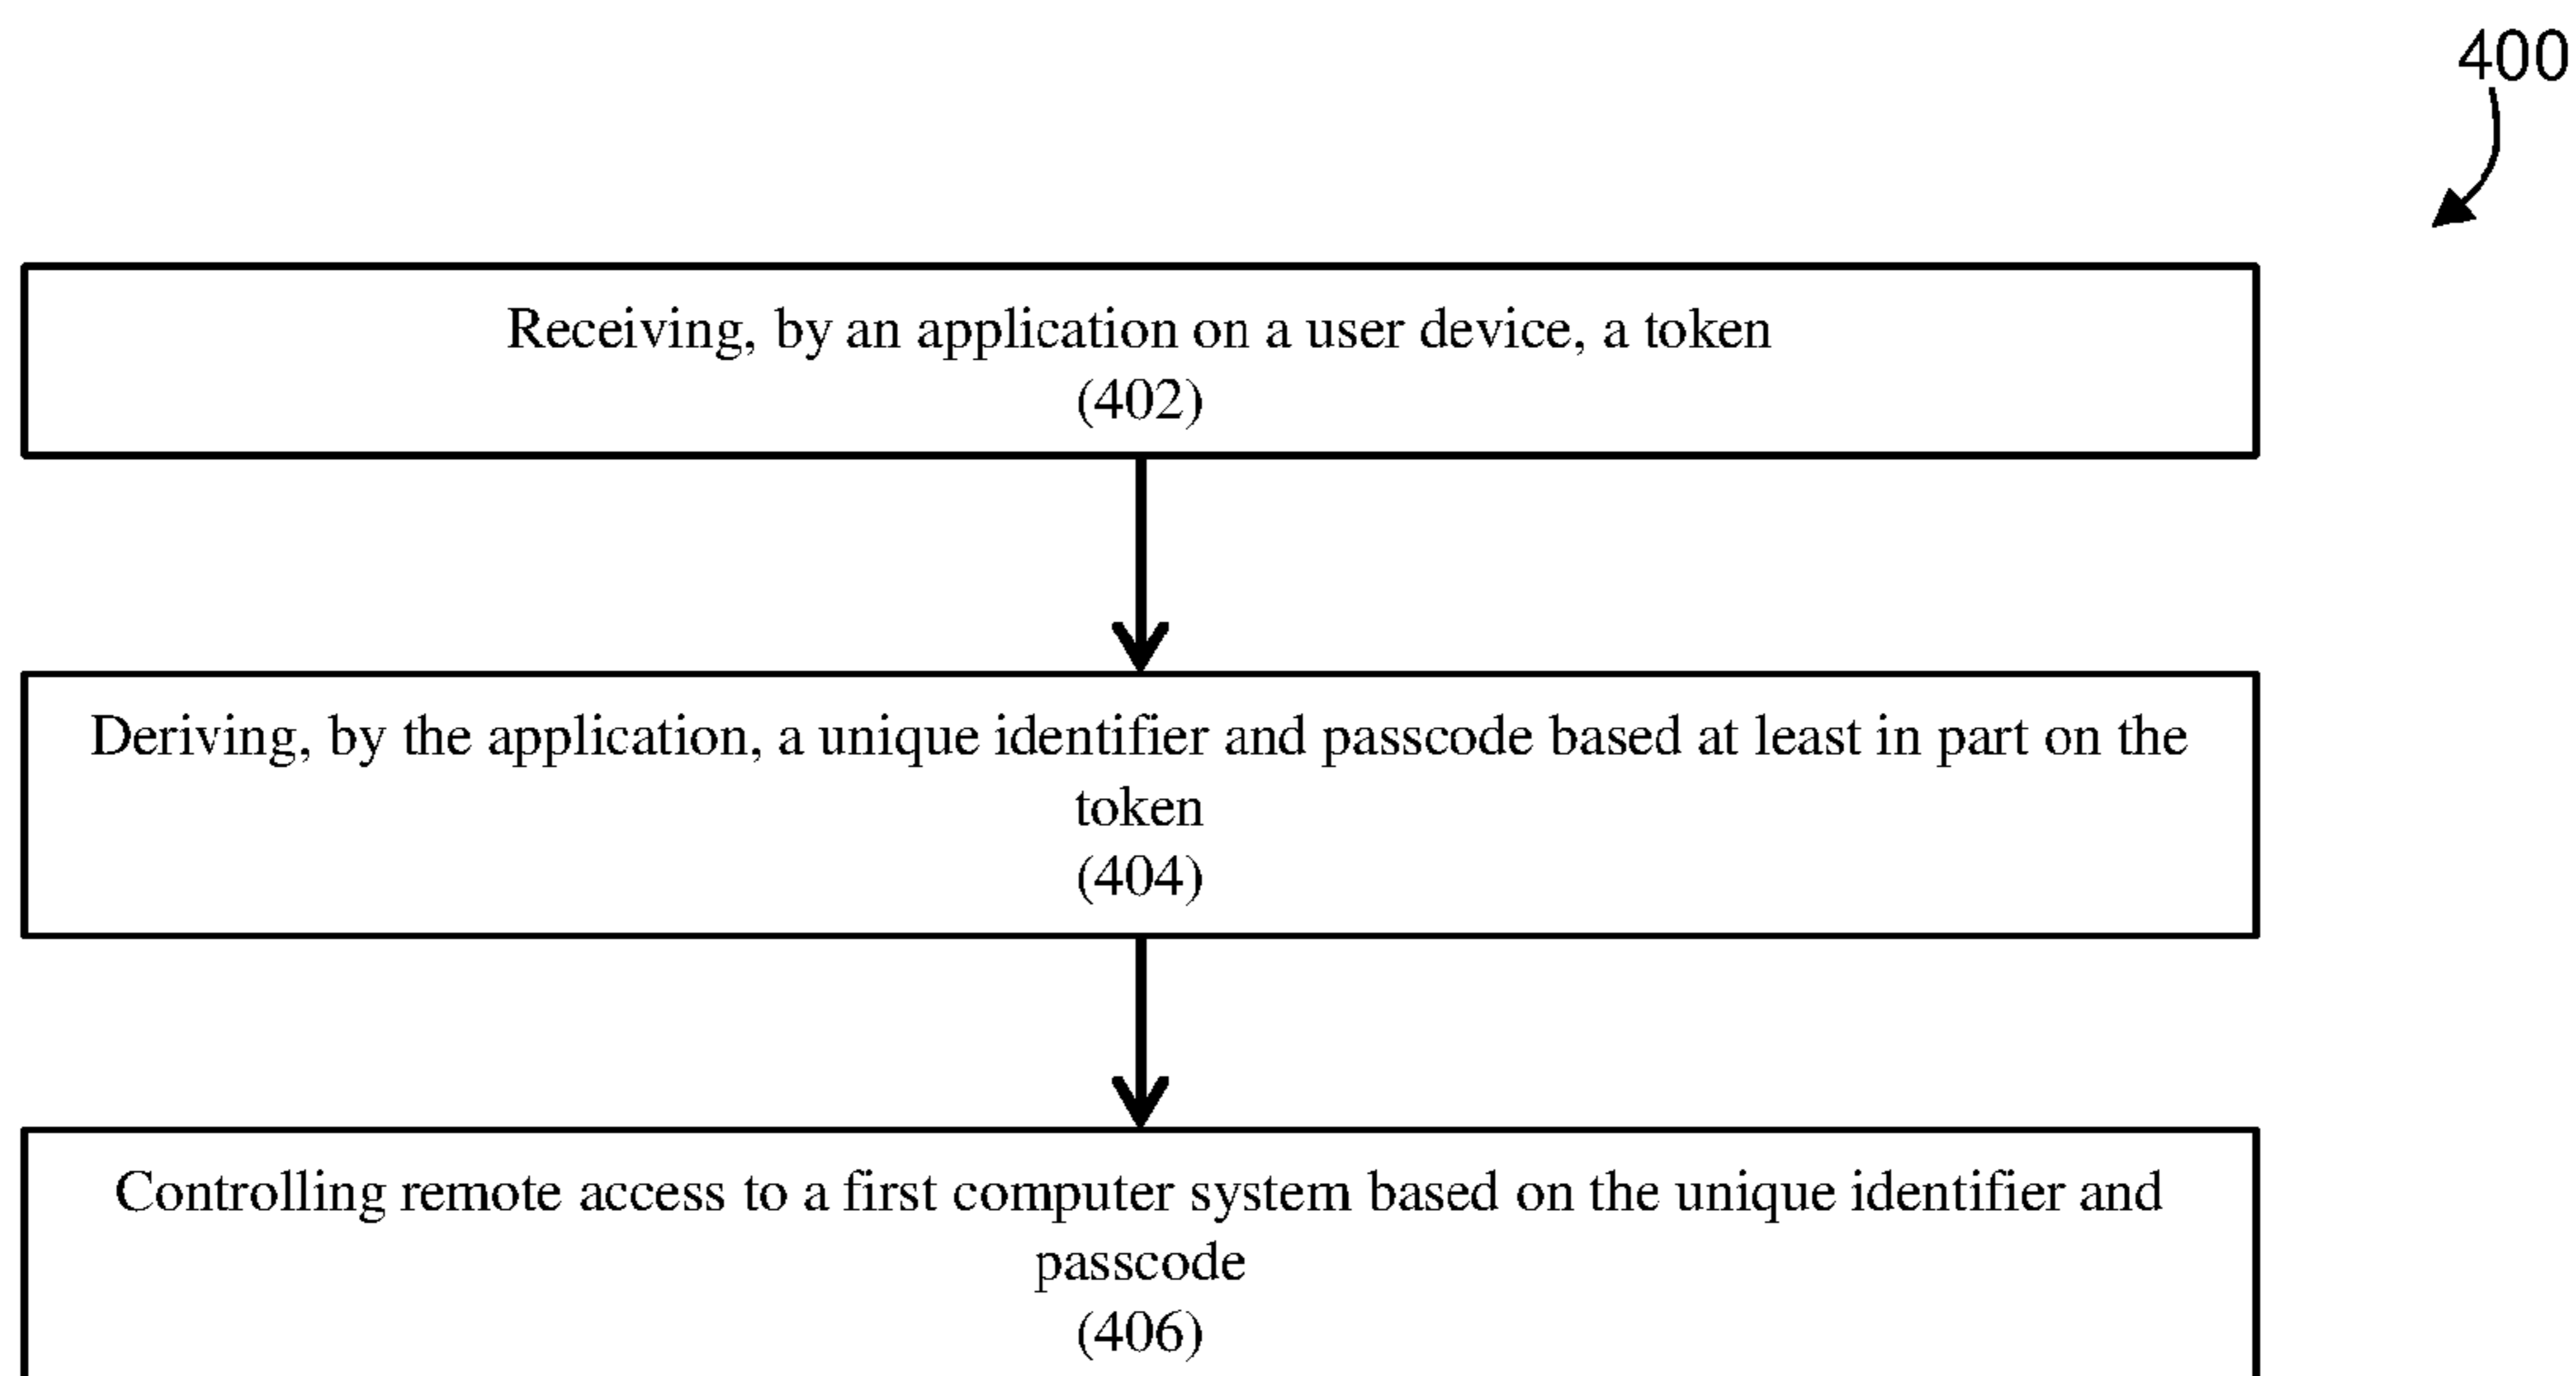 400
Receiving, by an application on a user device, a token
(402)
Deriving, by the application, a unique identifier and passcode based at least in part on the
token
(404)
Controlling remote access to a first computer system based on the unique identifier and
passcode
(406)